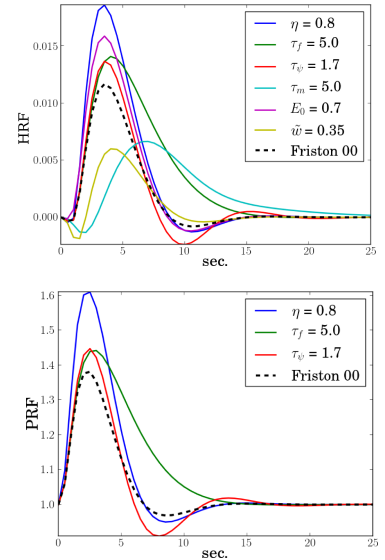 η = 0.8
τ_f = 5.0
τ_ψ = 1.7
τ_m = 5.0
E_0 = 0.7
w̃ = 0.35
Friston 00
HRF
0.015
0.010
0.005
0.000
0 5 10 15 20 25
sec.
η = 0.8
τ_f = 5.0
τ_ψ = 1.7
Friston 00
PRF
1.6
1.5
1.4
1.3
1.2
1.1
1.0
0 5 10 15 20 25
sec.